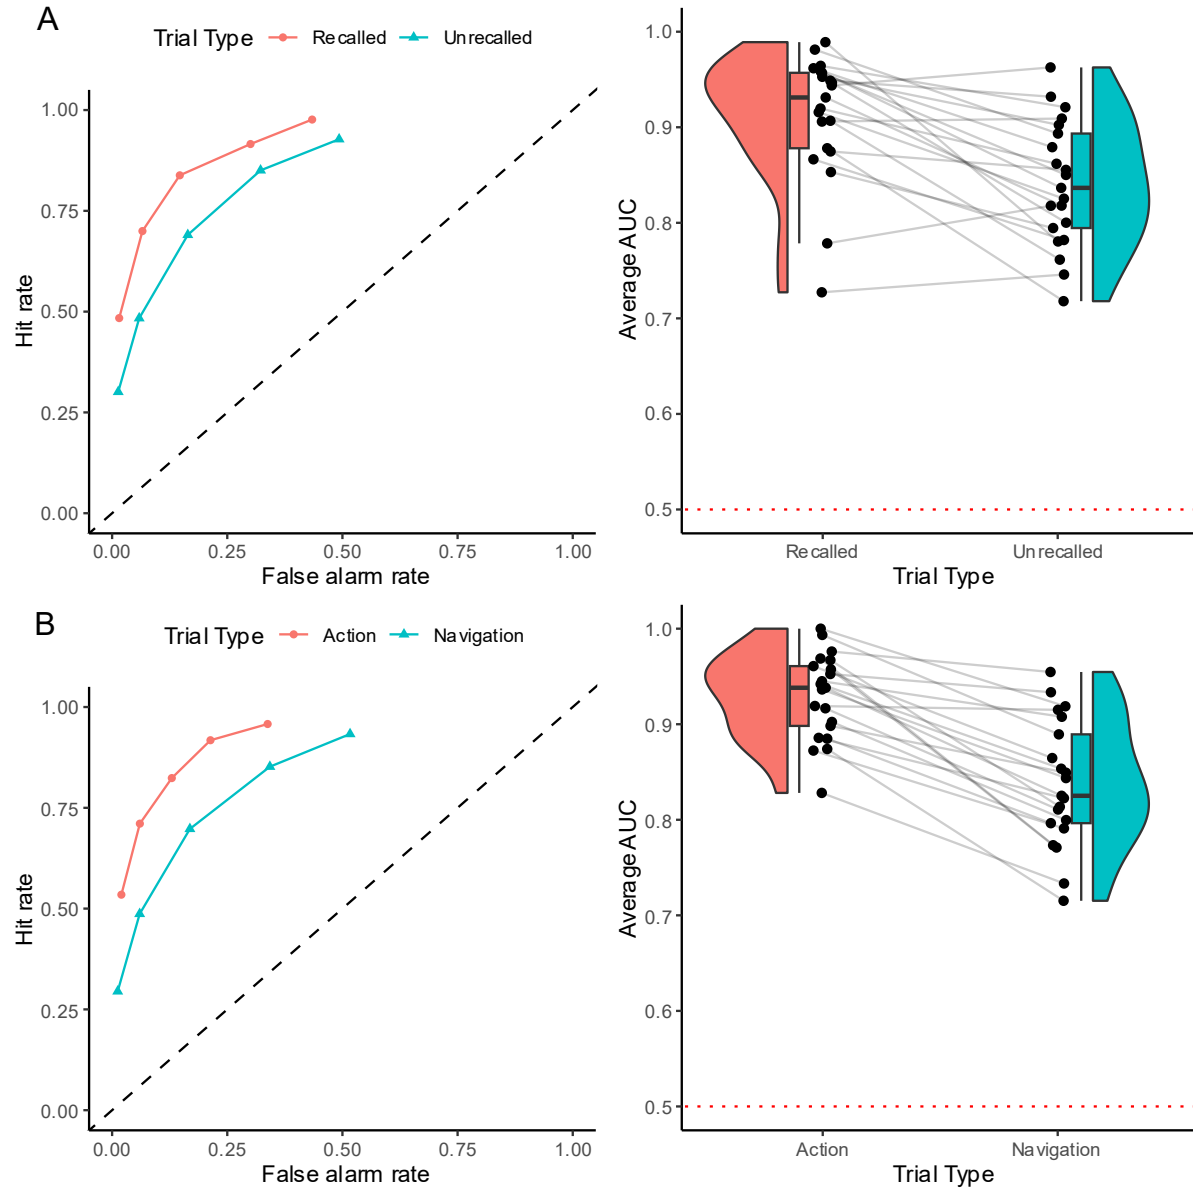 A
Trial Type Recalled Unrecalled
1.00
0.75
0.50
0.25
0.00
Hit rate
0.00 0.25 0.50 0.75 1.00
False alarm rate
1.0
0.9
0.8
0.7
0.6
0.5
Average AUC
Recalled Unrecalled
Trial Type
B
Trial Type Action Navigation
1.00
0.75
0.50
0.25
0.00
Hit rate
0.00 0.25 0.50 0.75 1.00
False alarm rate
1.0
0.9
0.8
0.7
0.6
0.5
Average AUC
Action Navigation
Trial Type